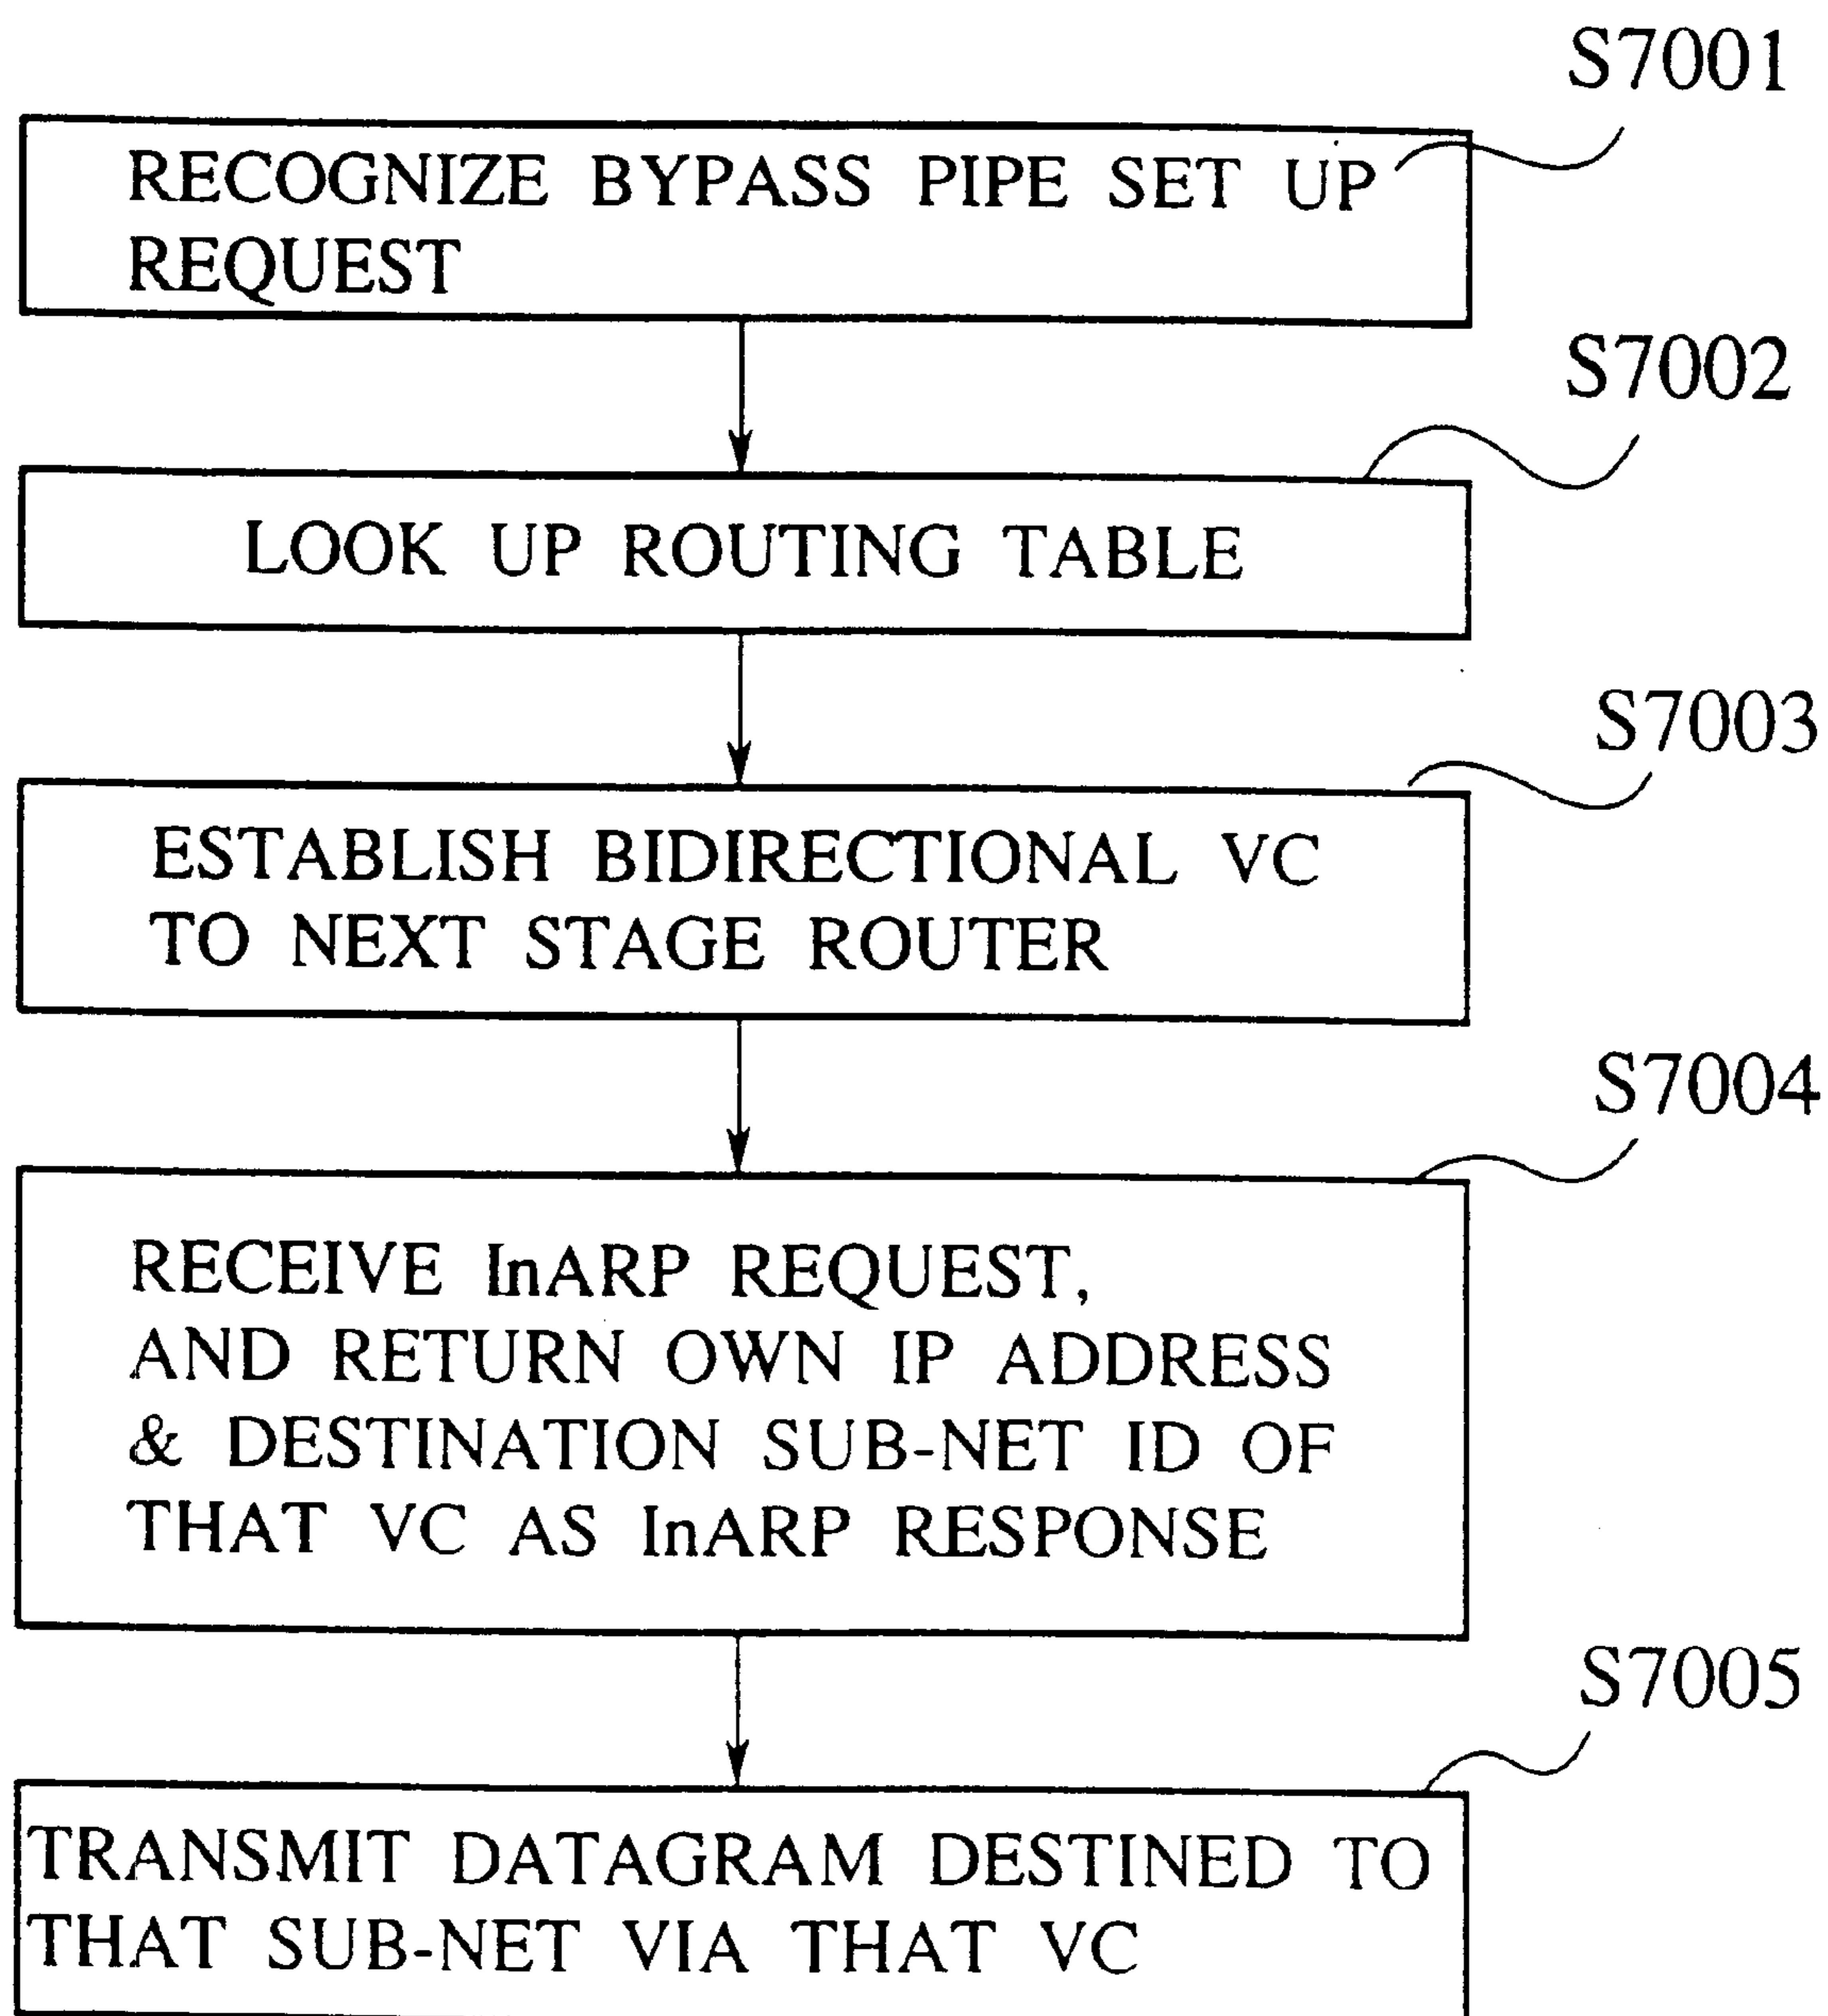 S7001
RECOGNIZE BYPASS PIPE SET UP
REQUEST
S7002
LOOK UP ROUTING TABLE
S7003
ESTABLISH BIDIRECTIONAL VC
TO NEXT STAGE ROUTER
S7004
RECEIVE InARP REQUEST,
AND RETURN OWN IP ADDRESS
& DESTINATION SUB-NET ID OF
THAT VC AS InARP RESPONSE
S7005
TRANSMIT DATAGRAM DESTINED TO
THAT SUB-NET VIA THAT VC